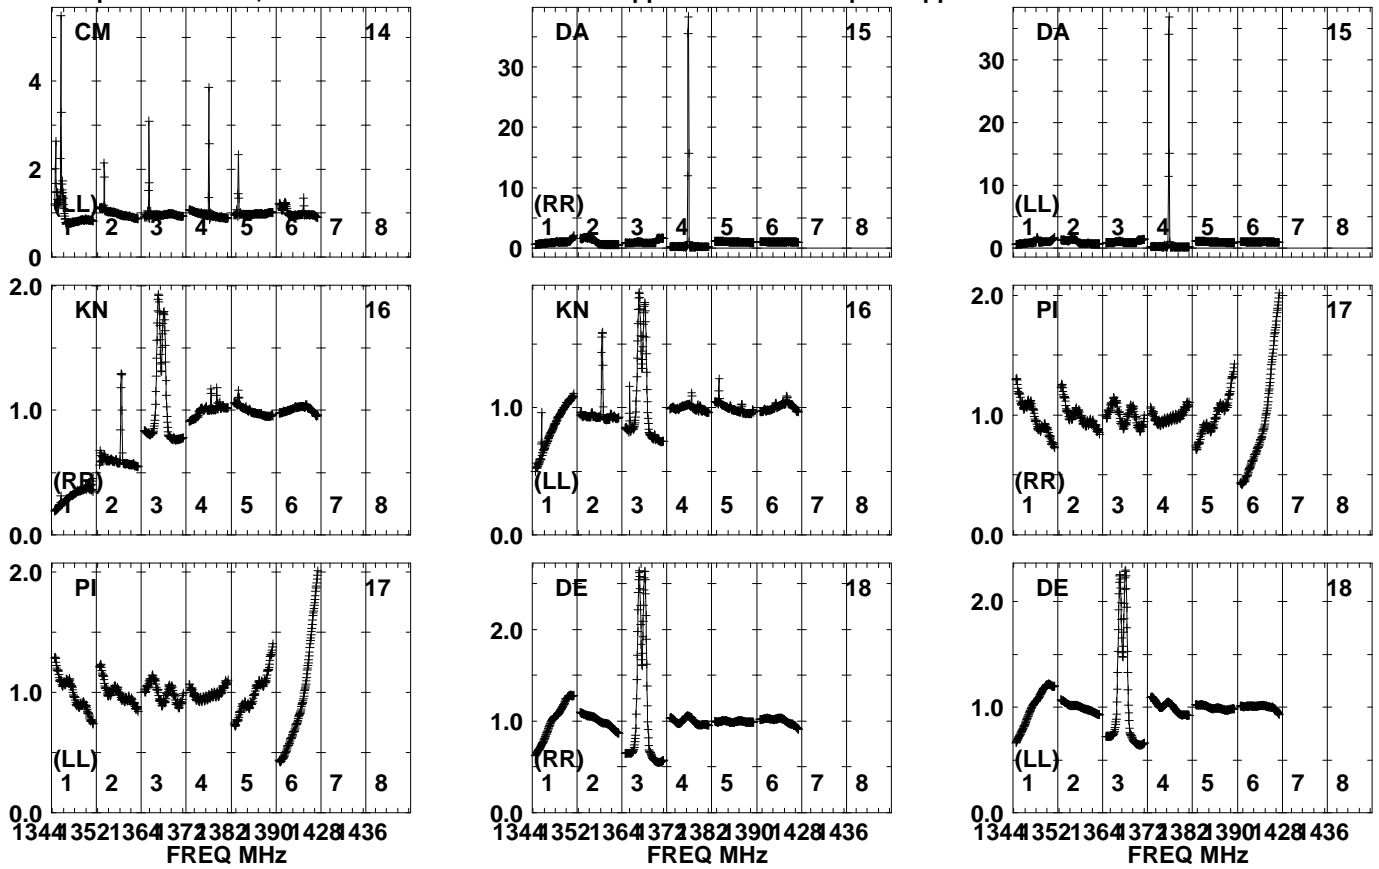 CM 14 DA 15 DA 15
4 30 30
2 20 20
10 10
(LL) (RR) (LL)
1 2 3 4 5 6 7 8 1 2 3 4 5 6 7 8 1 2 3 4 5 6 7 8
0 0 0
2.0 KN 16 KN 16 2.0 PI 17
1.0 1.0 1.0
(RR) (LL) (RR)
1 2 3 4 5 6 7 8 1 2 3 4 5 6 7 8 1 2 3 4 5 6 7 8
0.0 0.0 0.0
2.0 PI 17 DE 18 DE 18
2.0 2.0
1.0 1.0 1.0
(LL) (RR) (LL)
1 2 3 4 5 6 7 8 1 2 3 4 5 6 7 8 1 2 3 4 5 6 7 8
0.0 0.0 0.0
1344 1352 1364 1372 1382 1390 1428 1436 1344 1352 1364 1372 1382 1390 1428 1436 1344 1352 1364 1372 1382 1390 1428 1436
FREQ MHz FREQ MHz FREQ MHz